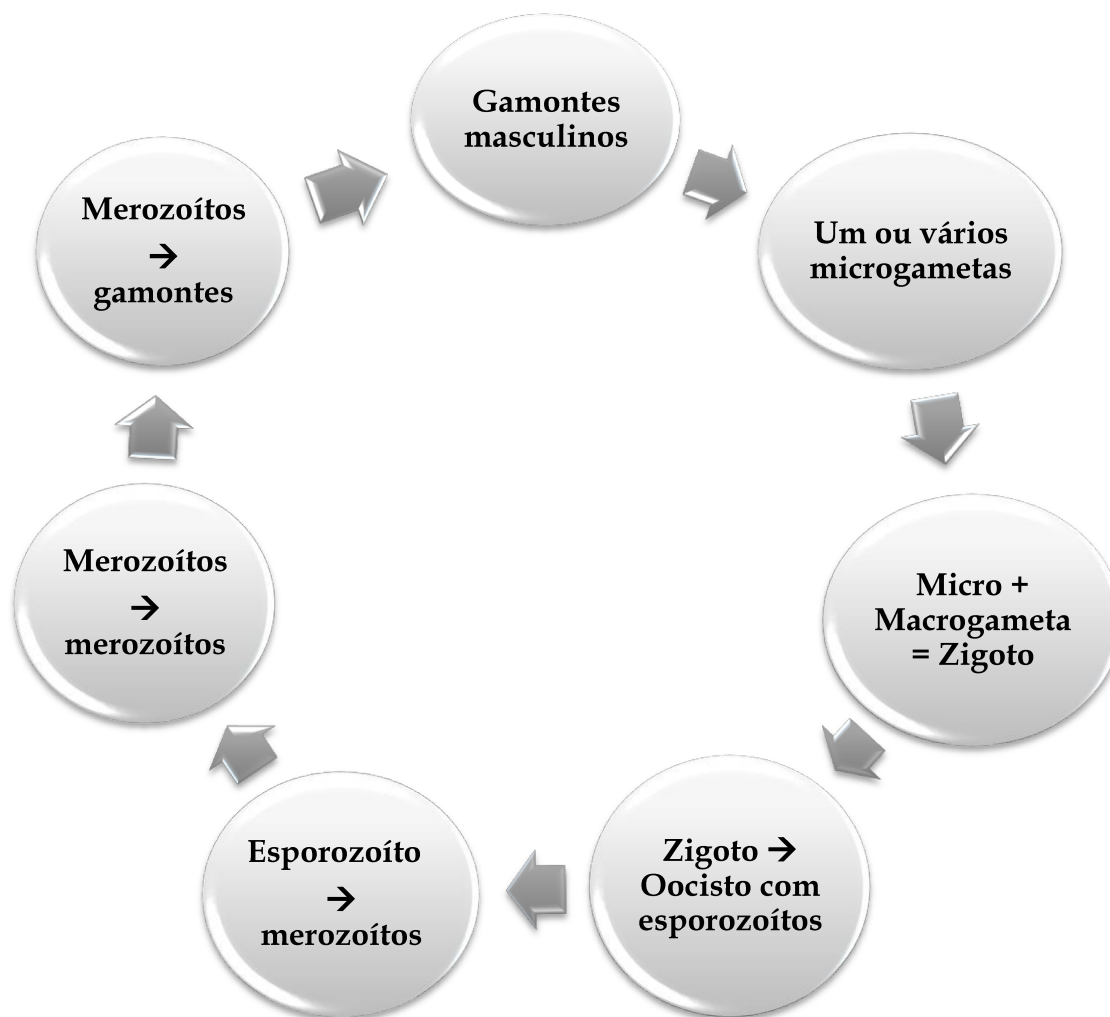 Gamontes
masculinos
Um ou vários
microgametas
Micro +
Macrogameta
= Zigoto
Zigoto →
Oocisto com
esporozoítos
Esporozoíto
→
merozoítos
Merozoítos
→
merozoítos
Merozoítos
→
gamontes